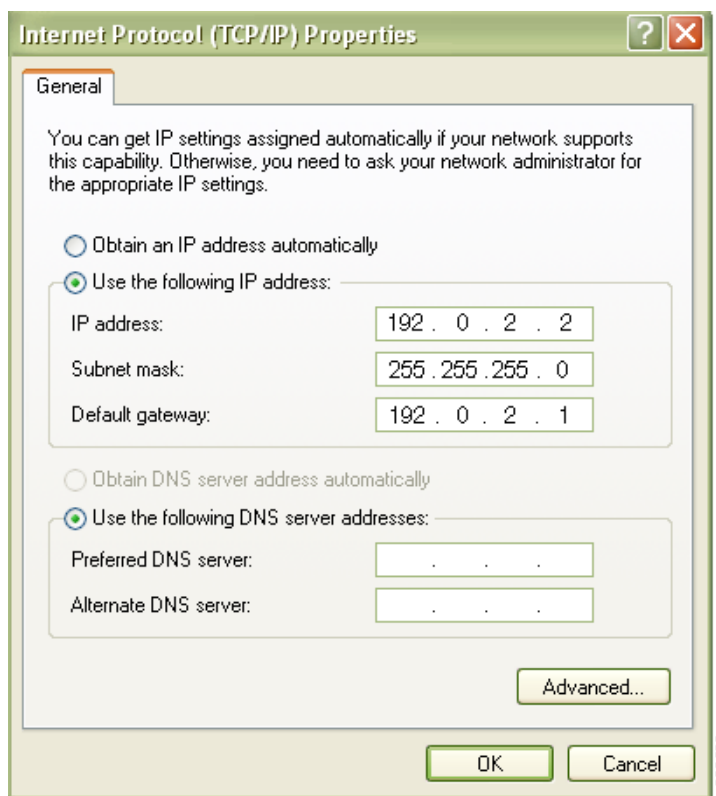 Internet Protocol (TCP/IP) Properties
General
You can get IP settings assigned automatically if your network supports
this capability. Otherwise, you need to ask your network administrator for
the appropriate IP settings.
Obtain an IP address automatically
Use the following IP address:
IP address: 192 . 0 . 2 . 2
Subnet mask: 255 . 255 . 255 . 0
Default gateway: 192 . 0 . 2 . 1
Obtain DNS server address automatically
Use the following DNS server addresses:
Preferred DNS server: . . .
Alternate DNS server: . . .
Advanced...
OK Cancel